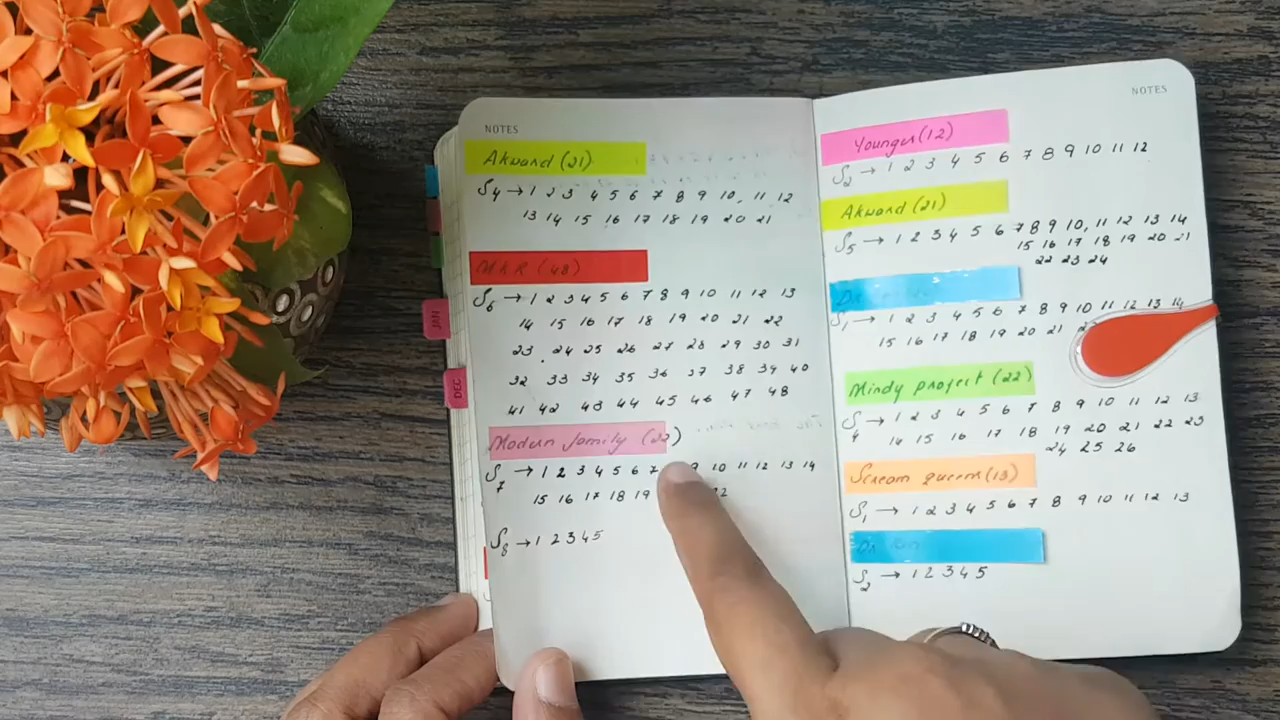 NOTES
Akward (21)
S4 → 1 2 3 4 5 6 7 8 9 10, 11 12
13 14 15 16 17 18 19 20 21
MKR (48)
S6 → 1 2 3 4 5 6 7 8 9 10 11 12 13
14 15 16 17 18 19 20 21 22
23 24 25 26 27 28 29 30 31
32 33 34 35 36 37 38 39 40
41 42 43 44 45 46 47 48
Modern family (22)
S7 → 1 2 3 4 5 6 7 9 10 11 12 13 14
15 16 17 18 19 22
S8 → 1 2 3 4 5
NOTES
Younger (12)
S2 → 1 2 3 4 5 6 7 8 9 10 11 12
Akward (21)
S5 → 1 2 3 4 5 6 7 8 9 10, 11 12 13 14
15 16 17 18 19 20 21
22 23 24
S1 → 1 2 3 4 5 6 7 8 9 10 11 12 13 14
15 16 17 18 19 20 21
Mindy project (22)
S4 → 1 2 3 4 5 6 7 8 9 10 11 12 13
14 15 16 17 18 19 20 21 22 23
24 25 26
Scream queens (13)
S1 → 1 2 3 4 5 6 7 8 9 10 11 12 13
S2 → 1 2 3 4 5
JAN
DEC